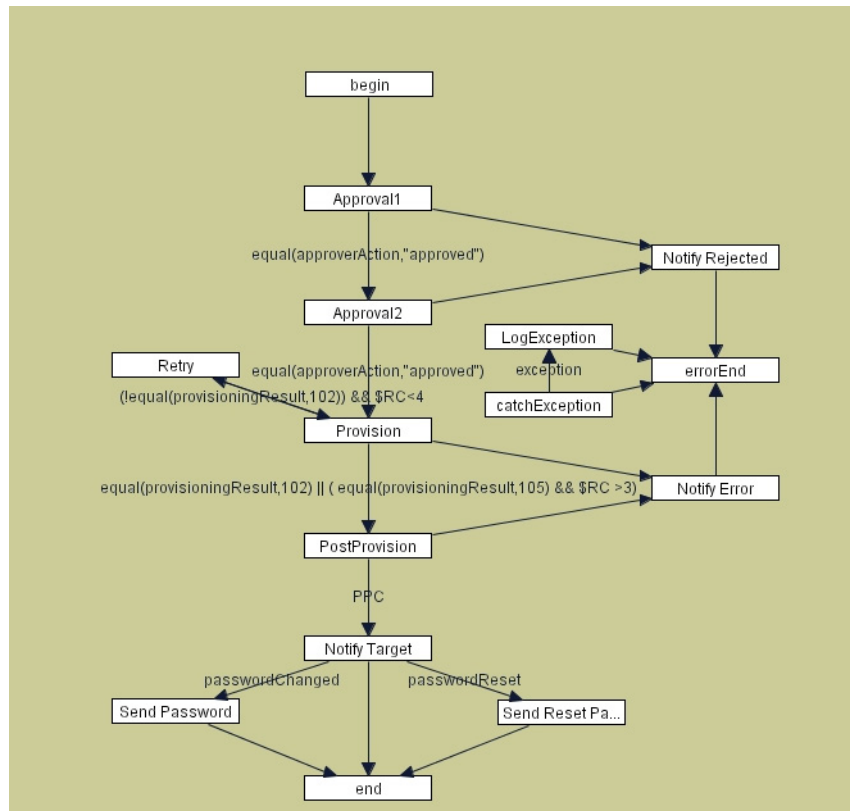 begin
Approval1
equal(approverAction,"approved")
Notify Rejected
Approval2
LogException
Retry
equal(approverAction,"approved")
exception
errorEnd
(!equal(provisioningResult,102)) && $RC<4
catchException
Provision
equal(provisioningResult,102) || ( equal(provisioningResult,105) && $RC >3)
Notify Error
PostProvision
PPC
Notify Target
passwordChanged
passwordReset
Send Password
Send Reset Pa...
end